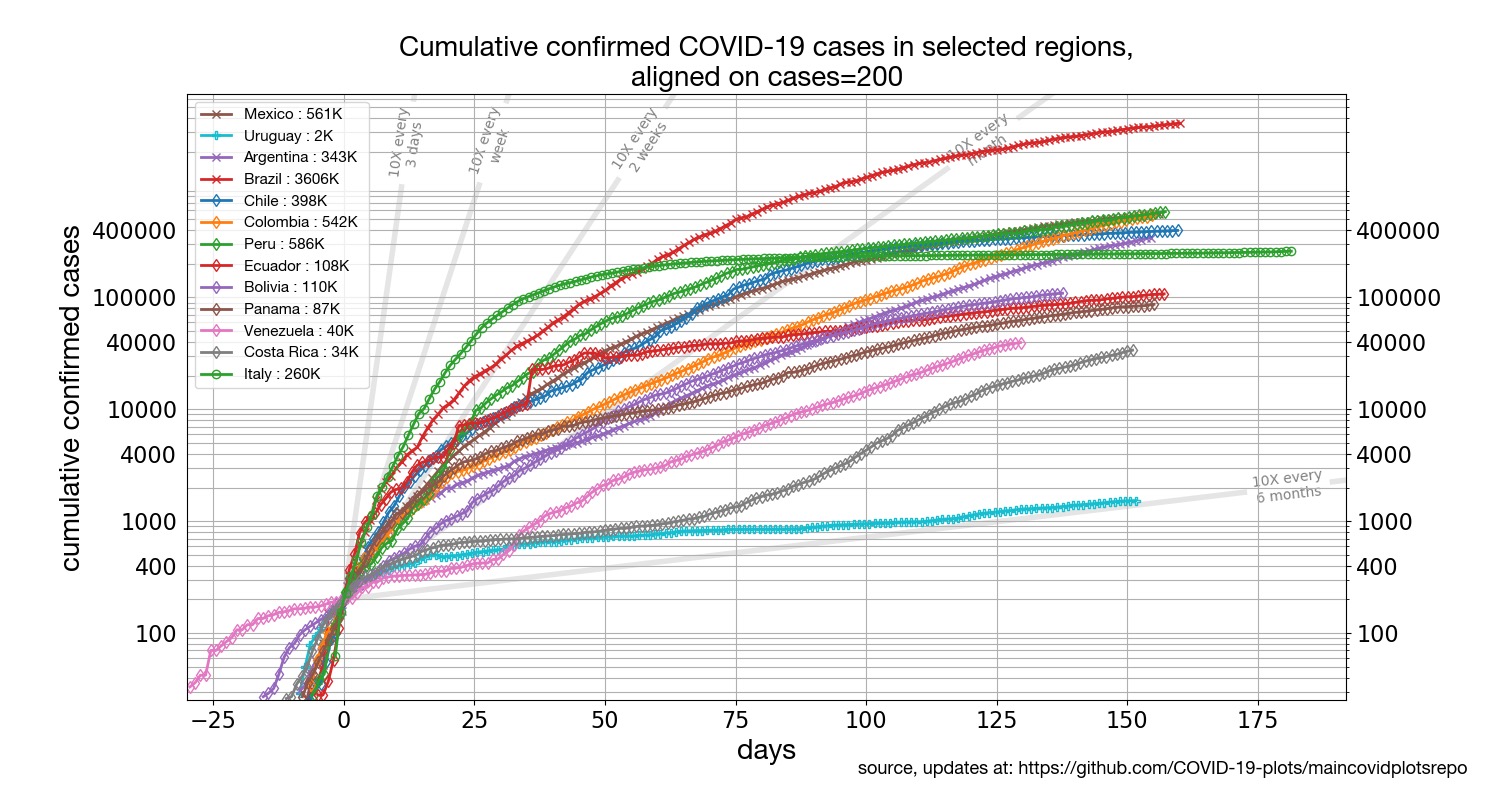 Cumulative confirmed COVID-19 cases in selected regions,
aligned on cases=200
Mexico : 561K
Uruguay : 2K
Argentina : 343K
Brazil : 3606K
Chile : 398K
Colombia : 542K
Peru : 586K
Ecuador : 108K
Bolivia : 110K
Panama : 87K
Venezuela : 40K
Costa Rica : 34K
Italy : 260K
10X every
3 days
10X every
week
10X every
2 weeks
10X every
month
10X every
6 months
cumulative confirmed cases
400000
100000
40000
10000
4000
1000
400
100
400000
100000
40000
10000
4000
1000
400
100
−25 0 25 50 75 100 125 150 175
days
source, updates at: https://github.com/COVID-19-plots/maincovidplotsrepo